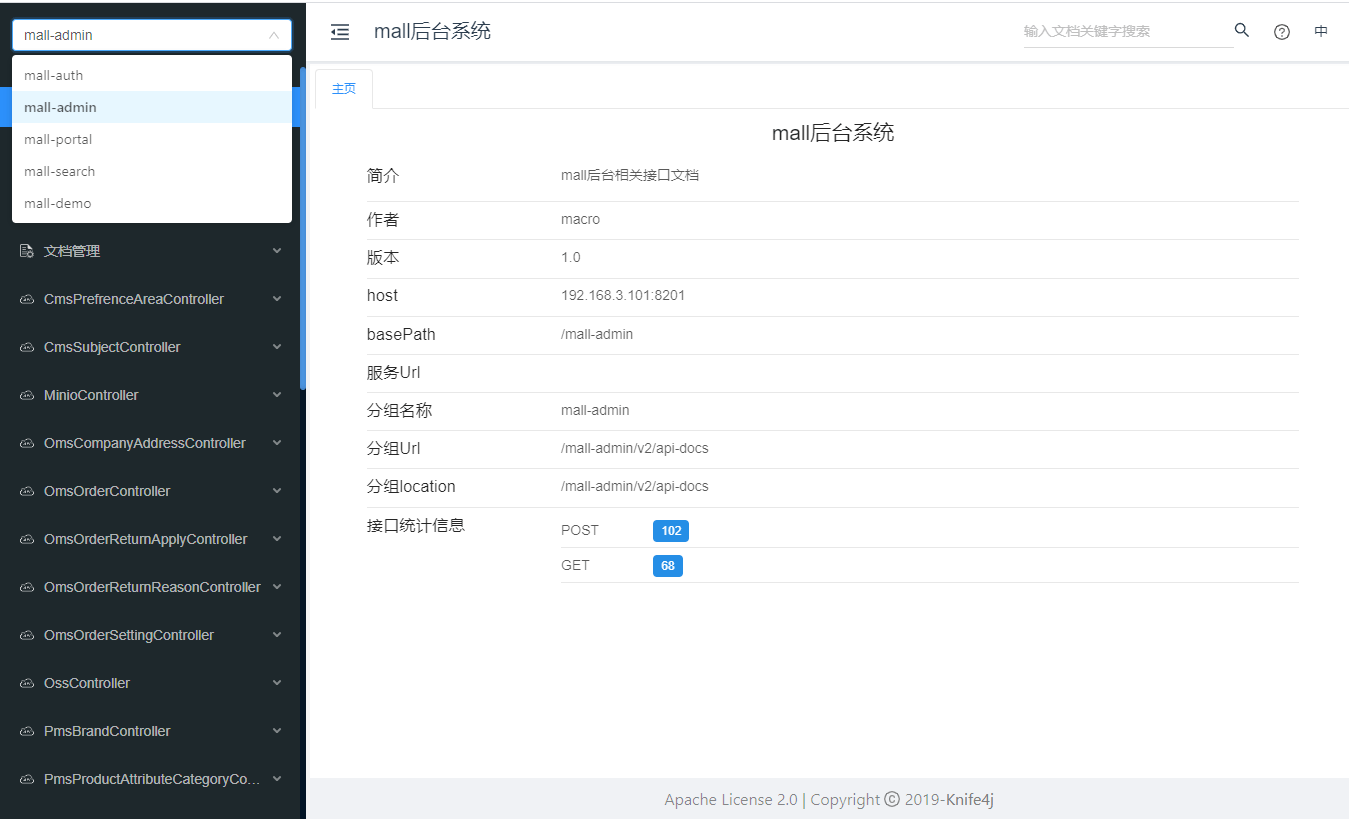 mall-admin
mall-auth
mall-admin
mall-portal
mall-search
mall-demo
文档管理
CmsPrefrenceAreaController
CmsSubjectController
MinioController
OmsCompanyAddressController
OmsOrderController
OmsOrderReturnApplyController
OmsOrderReturnReasonController
OmsOrderSettingController
OssController
PmsBrandController
PmsProductAttributeCategoryCo...
mall后台系统
输入文档关键字搜索
中
主页
mall后台系统
简介 mall后台相关接口文档
作者 macro
版本 1.0
host 192.168.3.101:8201
basePath /mall-admin
服务Url
分组名称 mall-admin
分组Url /mall-admin/v2/api-docs
分组location /mall-admin/v2/api-docs
接口统计信息 POST 102
GET 68
Apache License 2.0 | Copyright © 2019-Knife4j